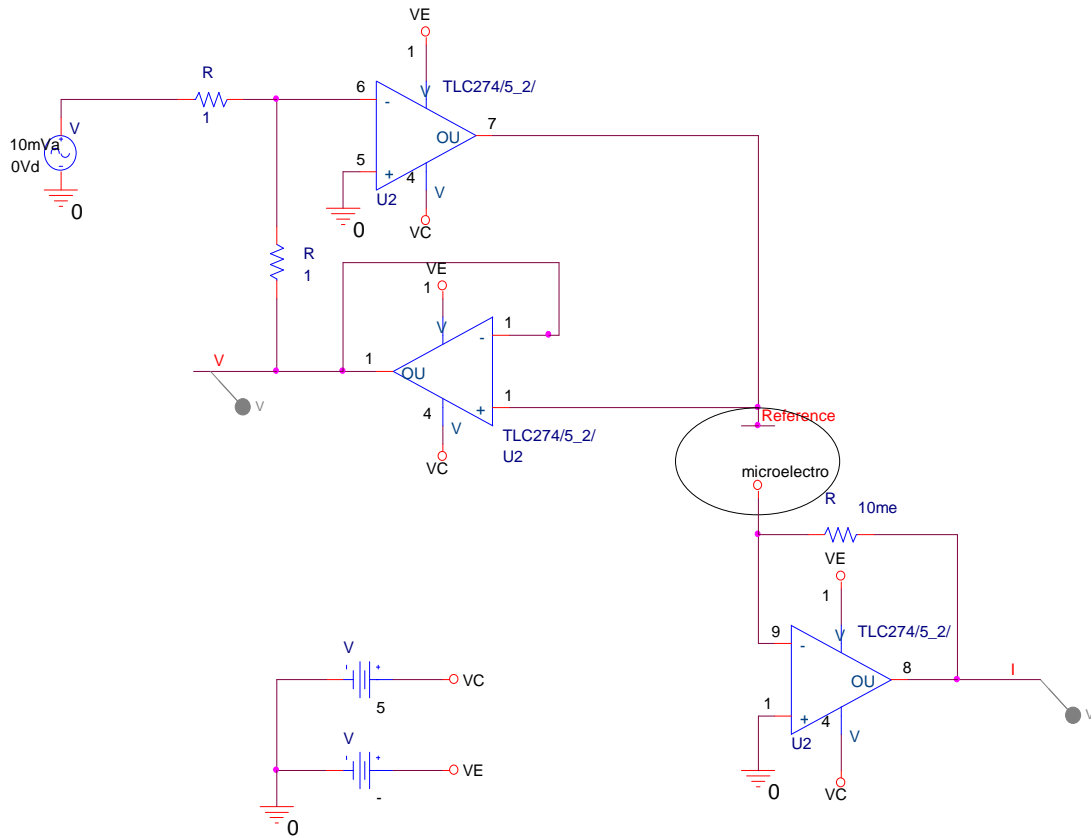 VE
1
TLC274/5_2/
R
1
6
-
V
OU
7
V
10mVa
0Vd
+
-
0
5
+
4
V
U2
0
VC
R
1
VE
1
V
1
-
V
1
OU
V
4
+
1
V
VC
TLC274/5_2/
U2
Reference
microelectro
R
10me
VE
1
TLC274/5_2/
9
-
V
OU
8
I
V
1
+
4
V
U2
0
VC
V
- +
VC
5
V
- +
VE
-
0